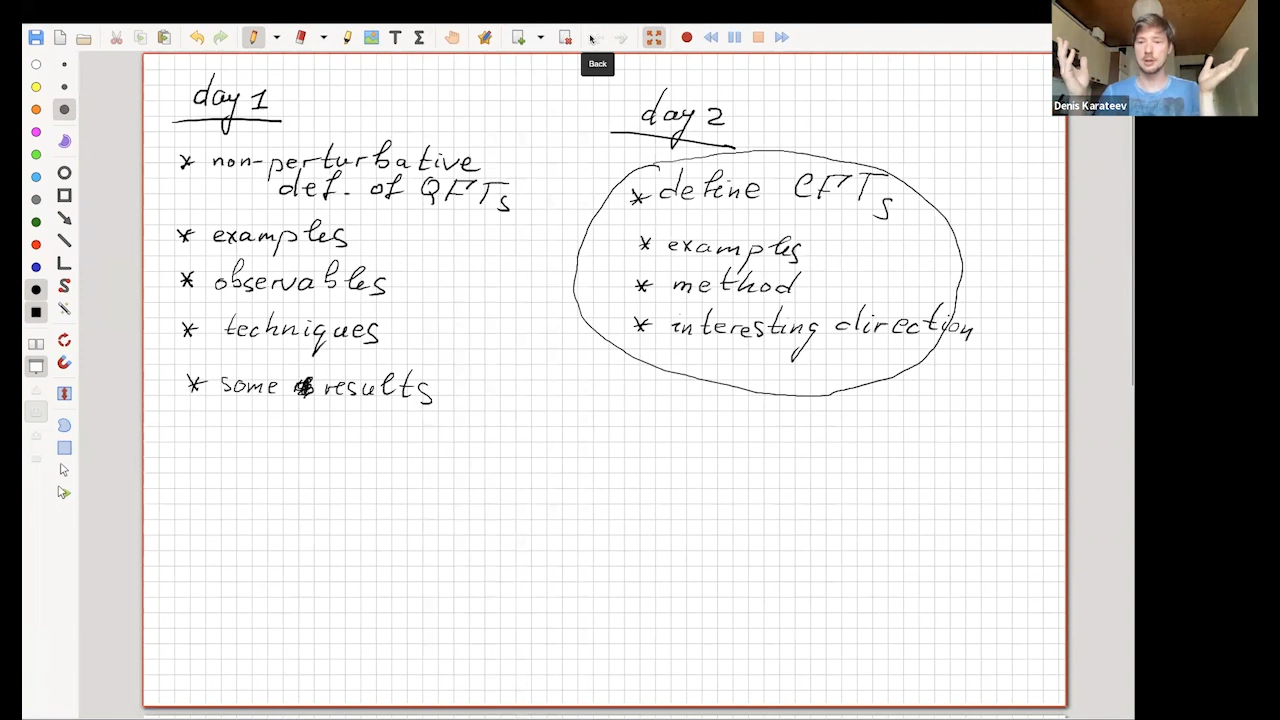 Back
Denis Karateev
day 1
* non-perturbative
def. of QFTs
* examples
* observables
* techniques
* some results
day 2
* define CFTs
* examples
* method
* interesting direction